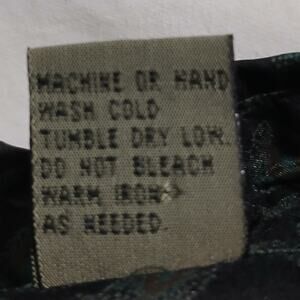 MACHINE OR HAND
WASH COLD
TUMBLE DRY LOW.
DO NOT BLEACH
WARM IRON
AS NEEDED.